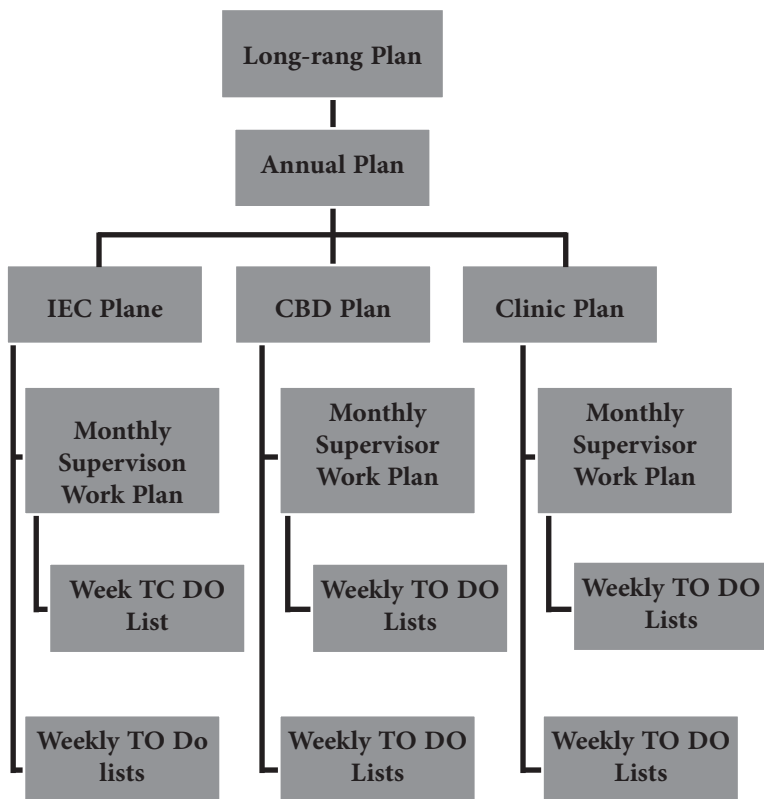 Long-rang Plan
Annual Plan
IEC Plane
CBD Plan
Clinic Plan
Monthly
Supervison
Work Plan
Monthly
Supervisor
Work Plan
Monthly
Supervisor
Work Plan
Week TC DO
List
Weekly TO DO
Lists
Weekly TO DO
Lists
Weekly TO Do
lists
Weekly TO DO
Lists
Weekly TO DO
Lists